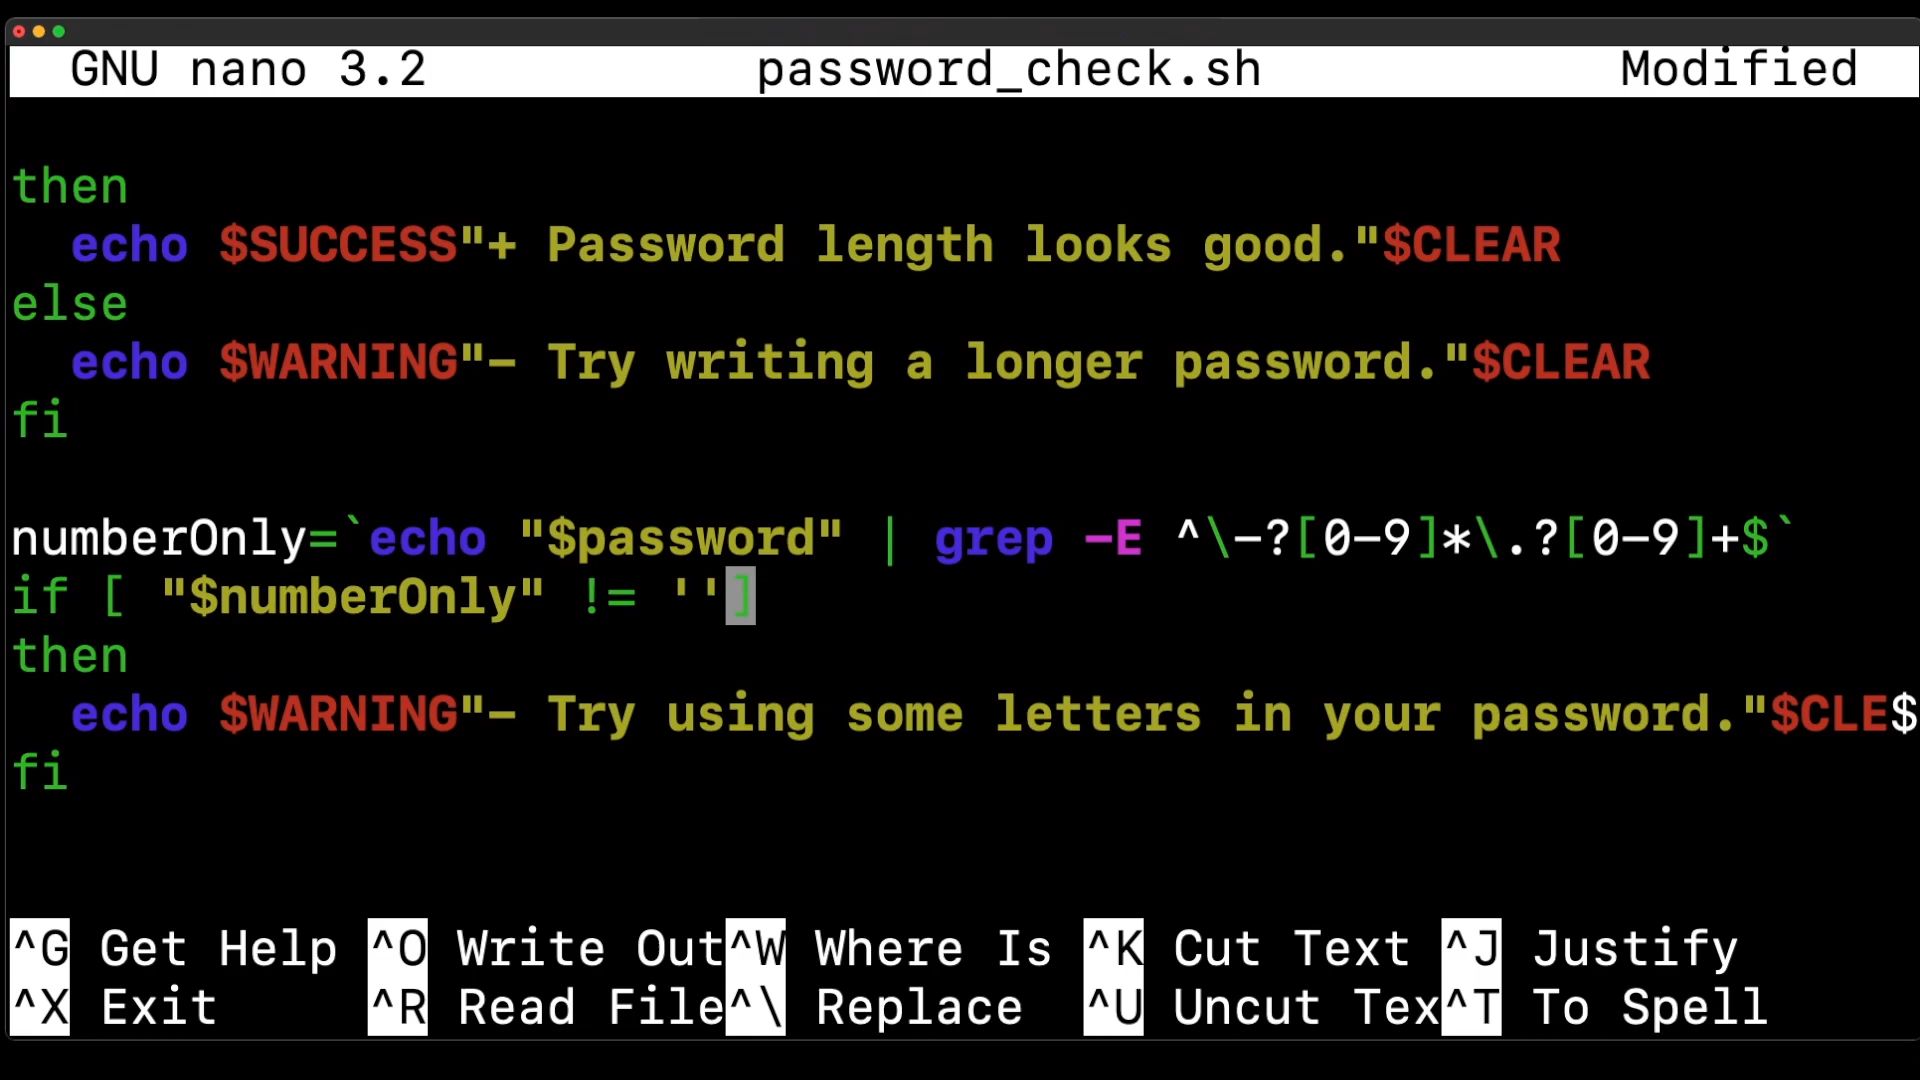 GNU nano 3.2 password_check.sh Modified
then
  echo $SUCCESS"+ Password length looks good."$CLEAR
else
  echo $WARNING"- Try writing a longer password."$CLEAR
fi
numberOnly=`echo "$password" | grep -E ^\-?[0-9]*\.?[0-9]+$`
if [ "$numberOnly" != '']
then
  echo $WARNING"- Try using some letters in your password."$CLE$
fi
^G Get Help ^O Write Out ^W Where Is ^K Cut Text ^J Justify
^X Exit ^R Read File ^\ Replace ^U Uncut Tex ^T To Spell